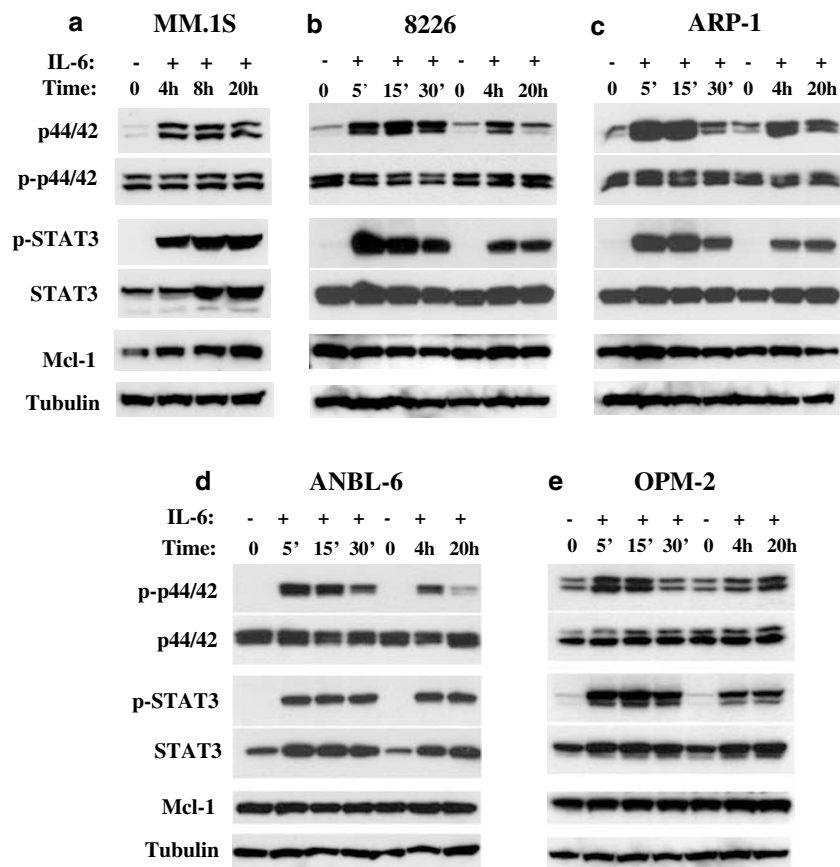 a MM.1S
IL-6: - + + +
Time: 0 4h 8h 20h
p44/42
p-p44/42
p-STAT3
STAT3
Mcl-1
Tubulin
b 8226
- + + + - + +
0 5' 15' 30' 0 4h 20h
c ARP-1
- + + + - + +
0 5' 15' 30' 0 4h 20h
d ANBL-6
IL-6: - + + + - + +
Time: 0 5' 15' 30' 0 4h 20h
p-p44/42
p44/42
p-STAT3
STAT3
Mcl-1
Tubulin
e OPM-2
- + + + - + +
0 5' 15' 30' 0 4h 20h